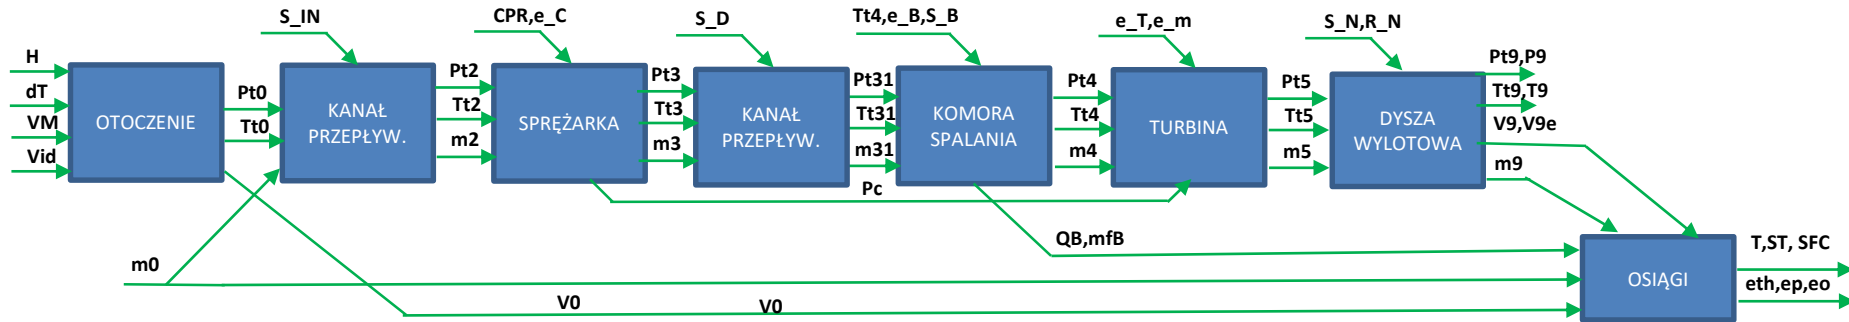 S_IN
CPR,e_C
S_D
Tt4,e_B,S_B
e_T,e_m
S_N,R_N
H
dT
VM
Vid
OTOCZENIE
Pt0
Tt0
KANAŁ
PRZEPŁYW.
Pt2
Tt2
m2
SPRĘŻARKA
Pt3
Tt3
m3
KANAŁ
PRZEPŁYW.
Pt31
Tt31
m31
KOMORA
SPALANIA
Pt4
Tt4
m4
TURBINA
Pt5
Tt5
m5
DYSZA
WYLOTOWA
Pt9,P9
Tt9,T9
V9,V9e
m9
Pc
QB,mfB
m0
V0
V0
OSIĄGI
T,ST, SFC
eth,ep,eo